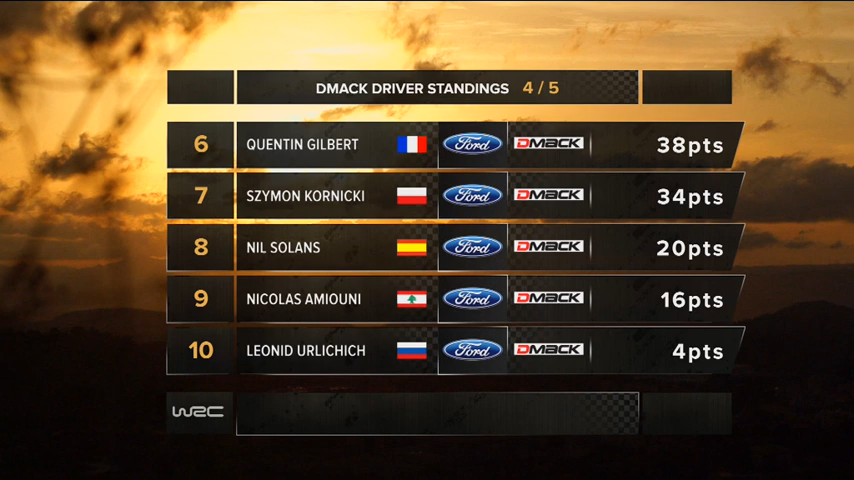 DMACK DRIVER STANDINGS 4 / 5
6 QUENTIN GILBERT Ford DMACK 38pts
7 SZYMON KORNICKI Ford DMACK 34pts
8 NIL SOLANS Ford DMACK 20pts
9 NICOLAS AMIOUNI Ford DMACK 16pts
10 LEONID URLICHICH Ford DMACK 4pts
WRC